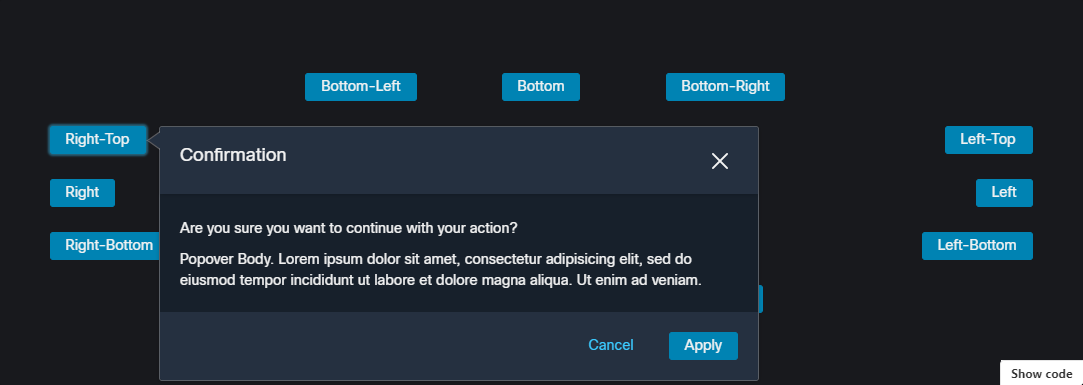 Bottom-Left
Bottom
Bottom-Right
Right-Top
Left-Top
Confirmation
Right
Left
Are you sure you want to continue with your action?
Right-Bottom
Left-Bottom
Popover Body. Lorem ipsum dolor sit amet, consectetur adipisicing elit, sed do
eiusmod tempor incididunt ut labore et dolore magna aliqua. Ut enim ad veniam.
Cancel
Apply
Show code